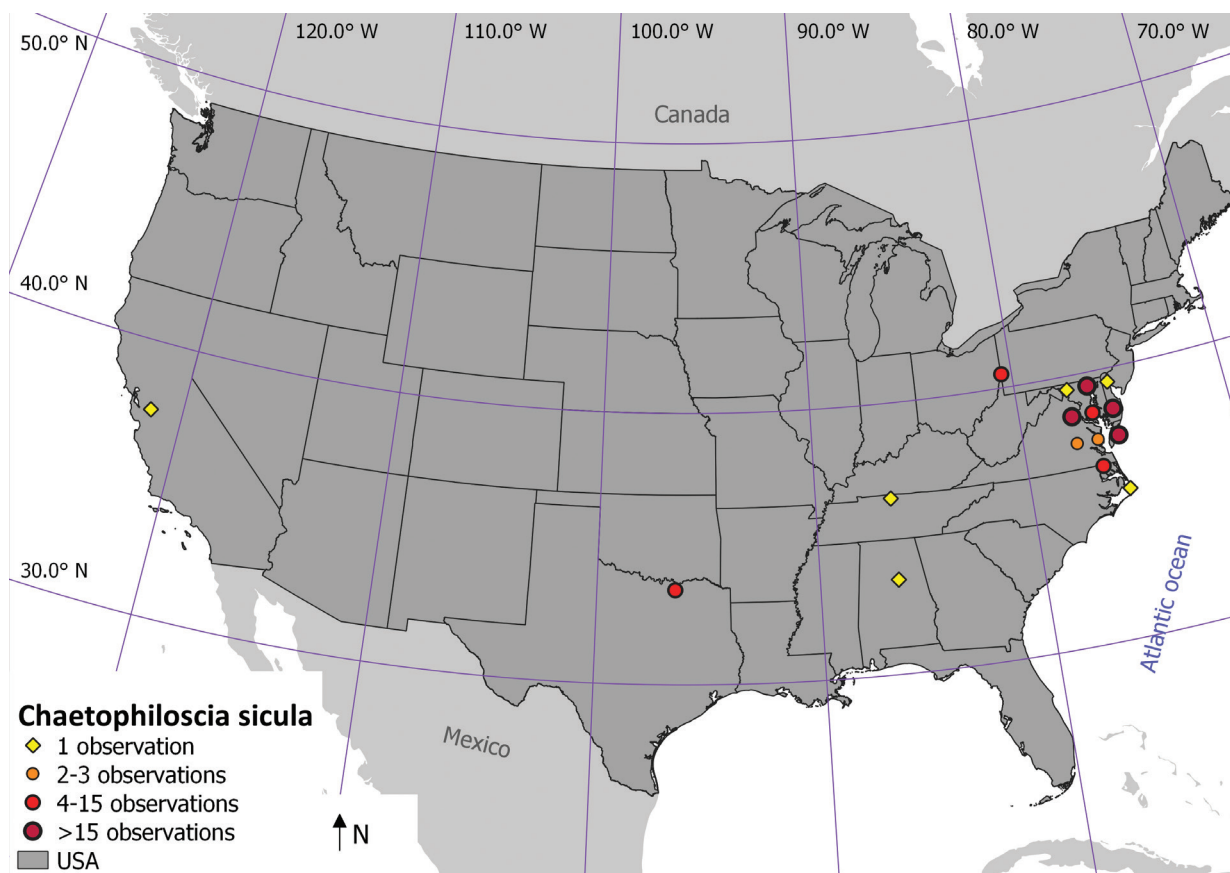 50.0° N
120.0° W
110.0° W
100.0° W
90.0° W
80.0° W
70.0° W
Canada
40.0° N
30.0° N
Atlantic ocean
Mexico
Chaetophiloscia sicula
1 observation
2-3 observations
4-15 observations
>15 observations
USA
N